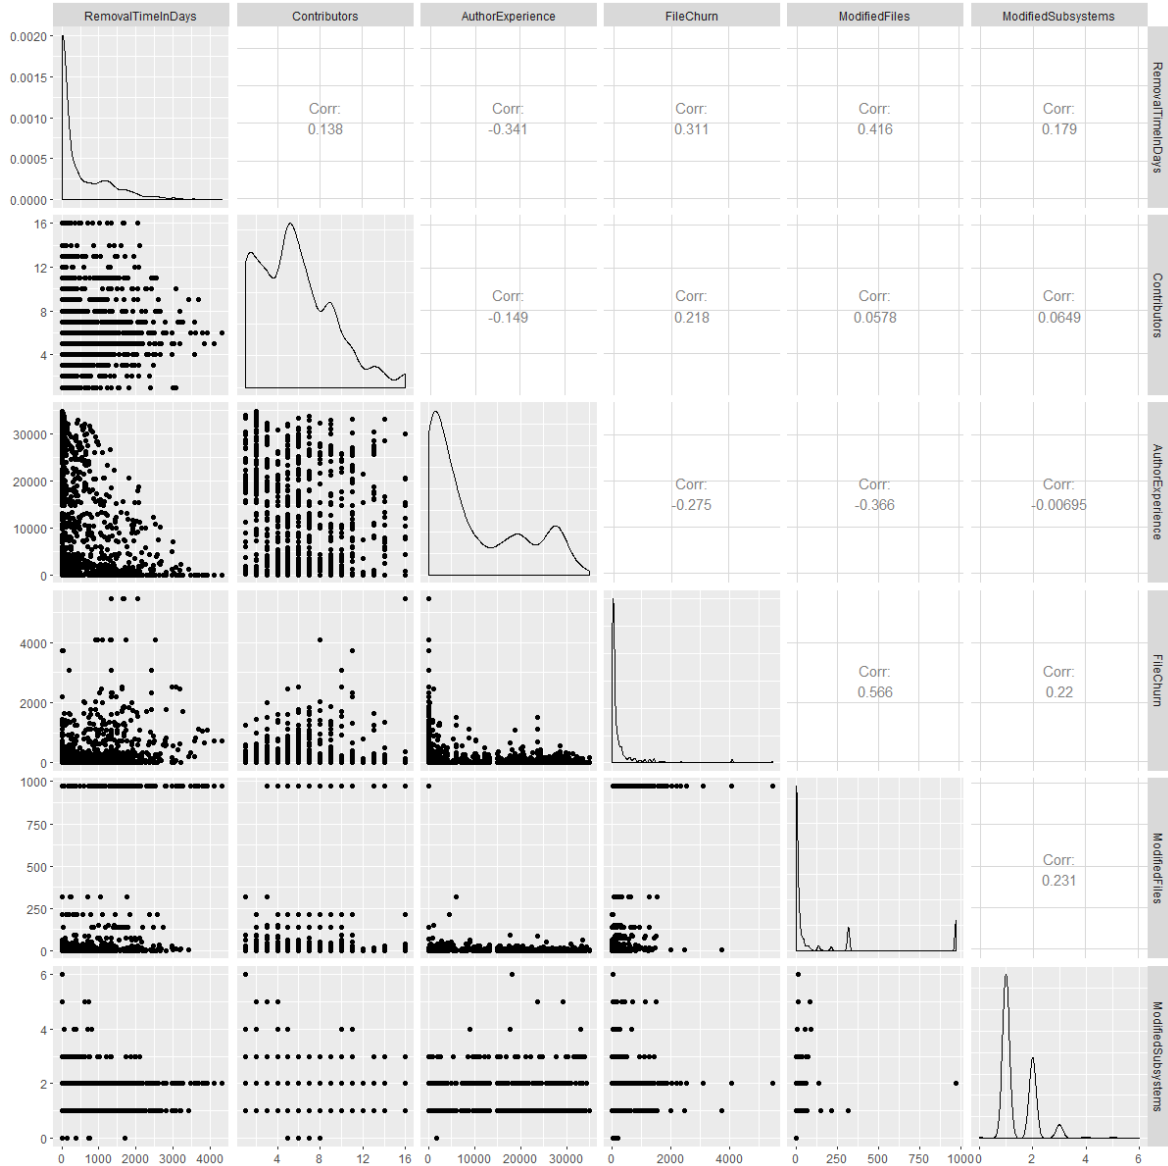 RemovalTimeInDays Contributors AuthorExperience FileChurn ModifiedFiles ModifiedSubsystems
0.0020
0.0015
0.0010
0.0005
0.0000
Corr:
0.138
Corr:
-0.341
Corr:
0.311
Corr:
0.416
Corr:
0.179
RemovalTimeInDays
16
12
8
4
Corr:
-0.149
Corr:
0.218
Corr:
0.0578
Corr:
0.0649
Contributors
30000
20000
10000
0
Corr:
-0.275
Corr:
-0.366
Corr:
-0.00695
AuthorExperience
4000
2000
0
Corr:
0.566
Corr:
0.22
FileChurn
1000
750
500
250
0
Corr:
0.231
ModifiedFiles
6
4
2
0
ModifiedSubsystems
0 1000 2000 3000 4000
4 8 12 16
0 10000 20000 30000
0 2000 4000
0 250 500 750 1000
0 2 4 6